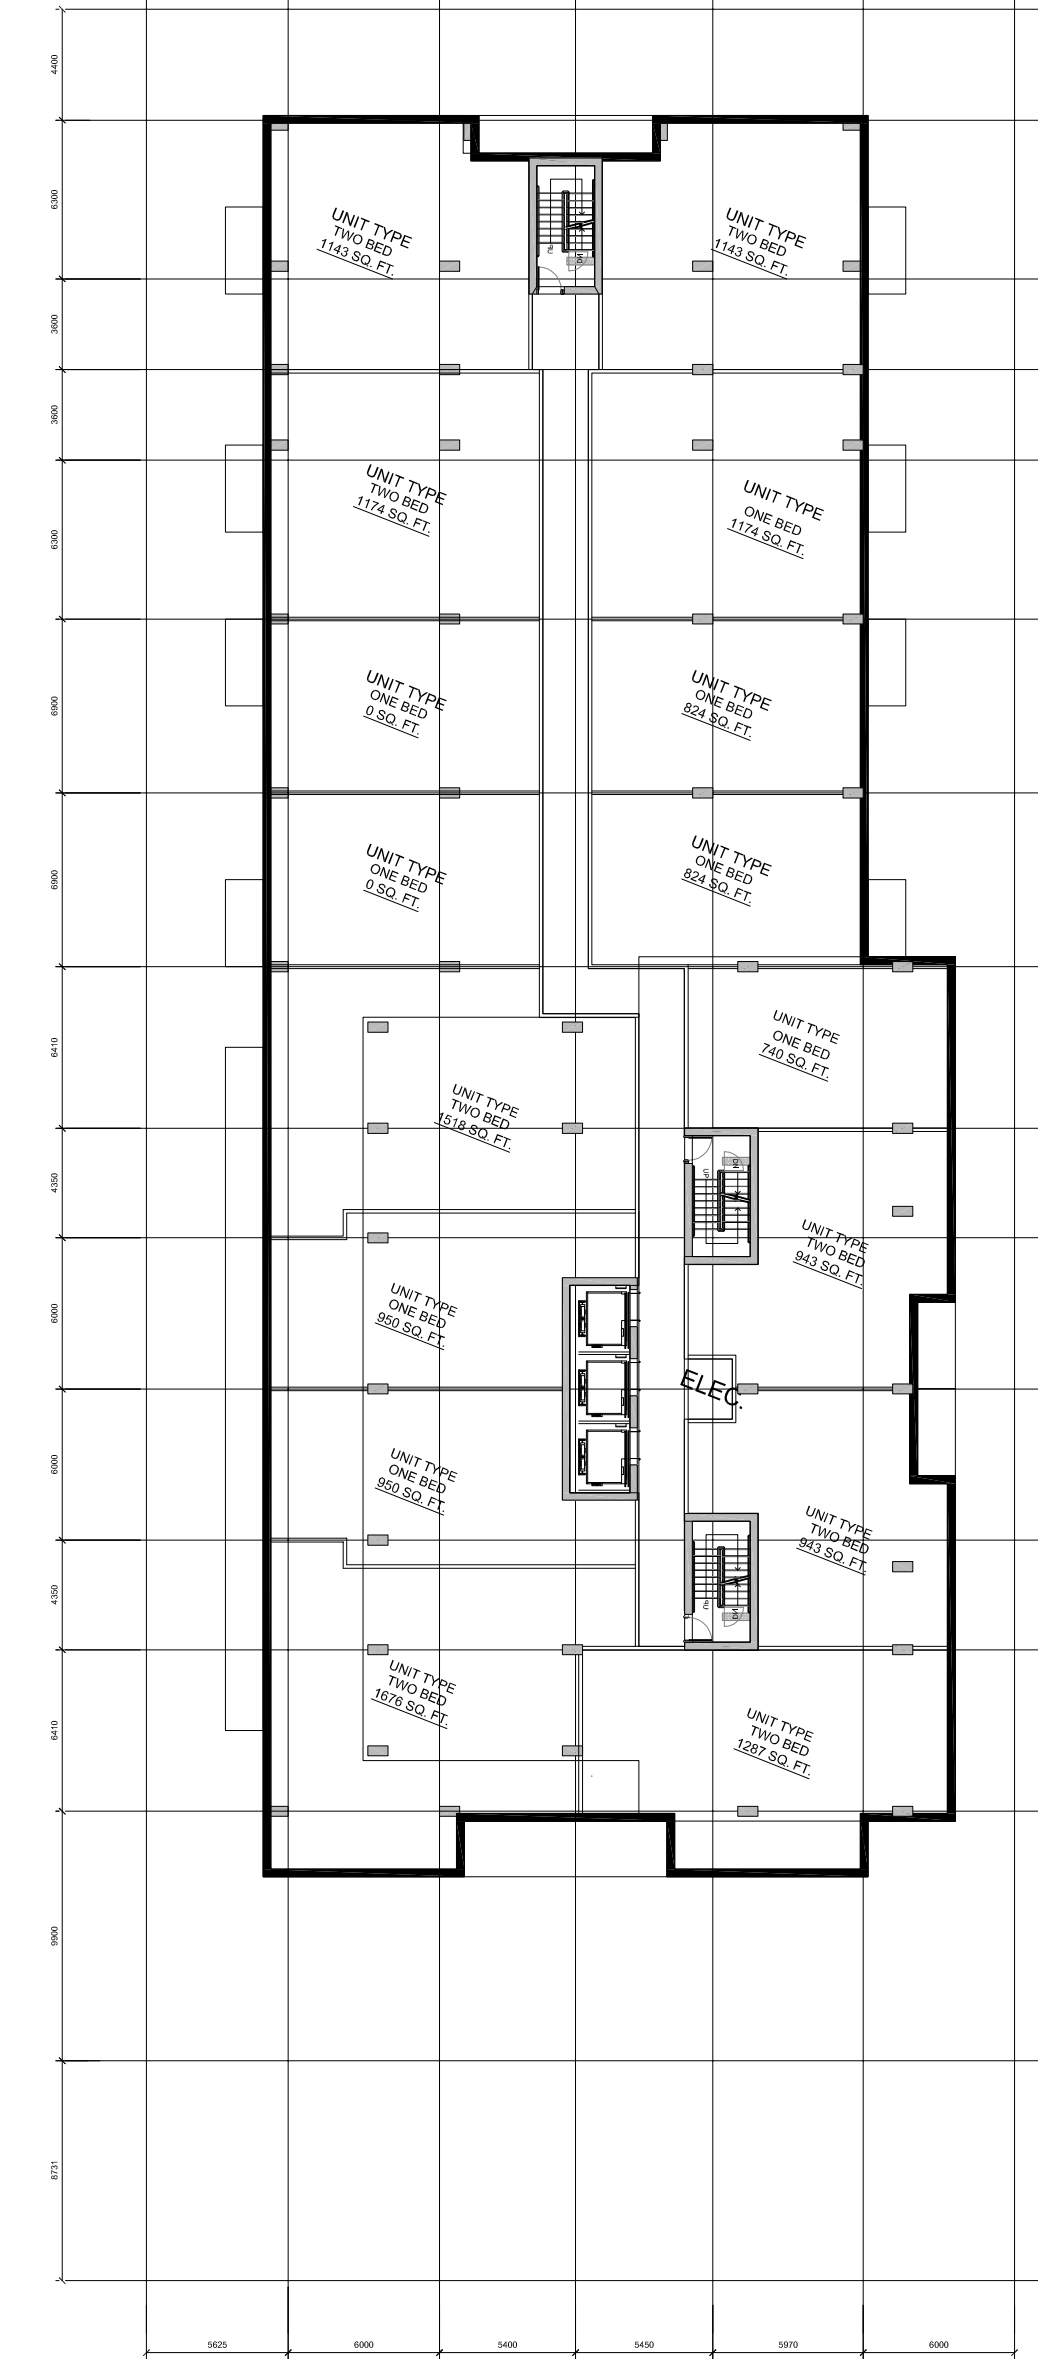 4400
6300
UNIT TYPE
TWO BED
1143 SQ. FT.
UP
DN
UNIT TYPE
TWO BED
1143 SQ. FT.
3600
3600
UNIT TYPE
TWO BED
1174 SQ. FT.
UNIT TYPE
ONE BED
1174 SQ. FT.
6300
UNIT TYPE
ONE BED
0 SQ. FT.
UNIT TYPE
ONE BED
824 SQ. FT.
6900
UNIT TYPE
ONE BED
0 SQ. FT.
UNIT TYPE
ONE BED
824 SQ. FT.
6900
6410
UNIT TYPE
ONE BED
740 SQ. FT.
UNIT TYPE
TWO BED
1518 SQ. FT.
4350
UP
DN
UNIT TYPE
TWO BED
943 SQ. FT.
6000
UNIT TYPE
ONE BED
950 SQ. FT.
ELEC.
6000
UNIT TYPE
ONE BED
950 SQ. FT.
UNIT TYPE
TWO BED
943 SQ. FT.
4350
UP
DN
UNIT TYPE
TWO BED
1676 SQ. FT.
6410
UNIT TYPE
TWO BED
1287 SQ. FT.
9900
8731
5625
6000
5400
5450
5970
6000